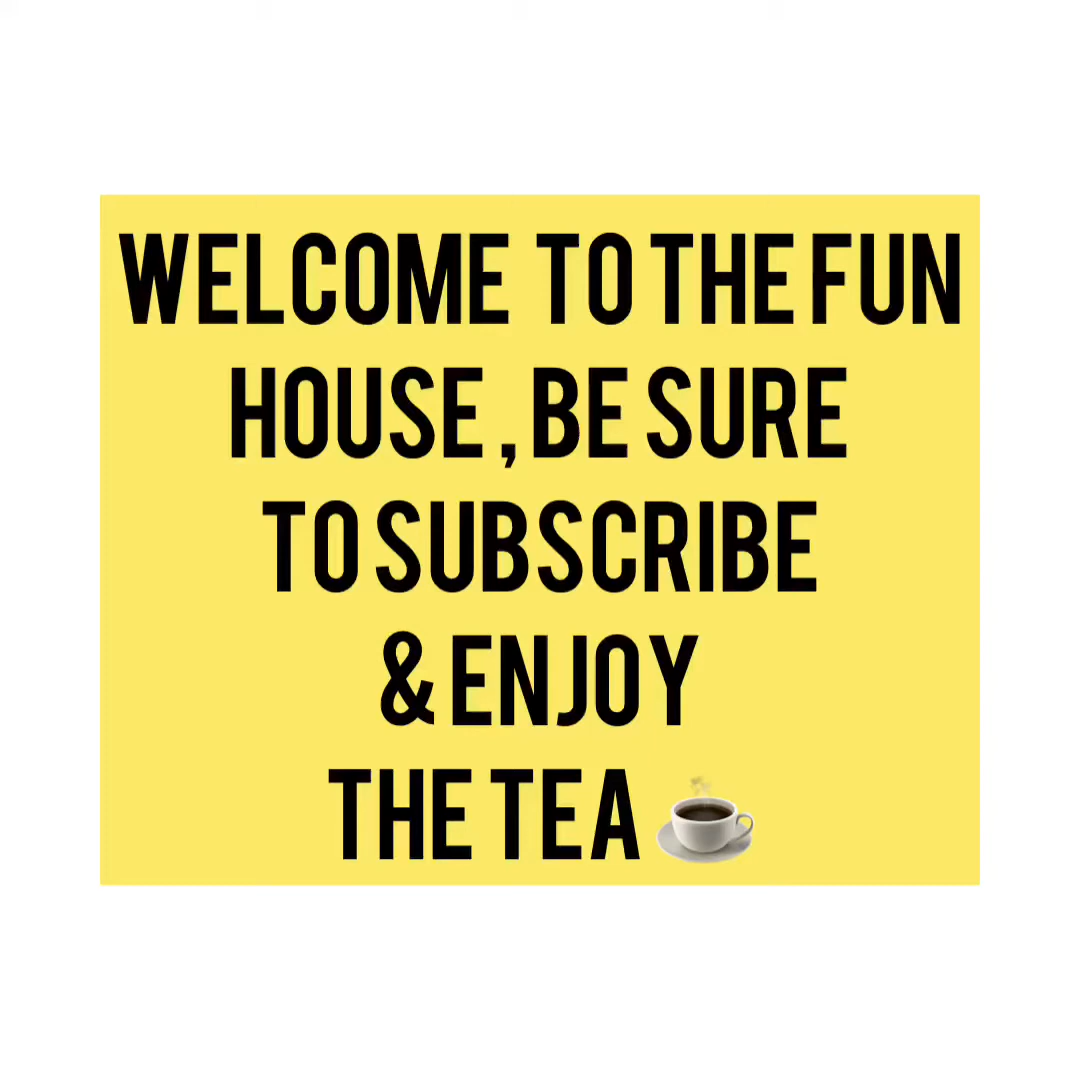 WELCOME TO THE FUN
HOUSE , BE SURE
TO SUBSCRIBE
& ENJOY
THE TEA ☕